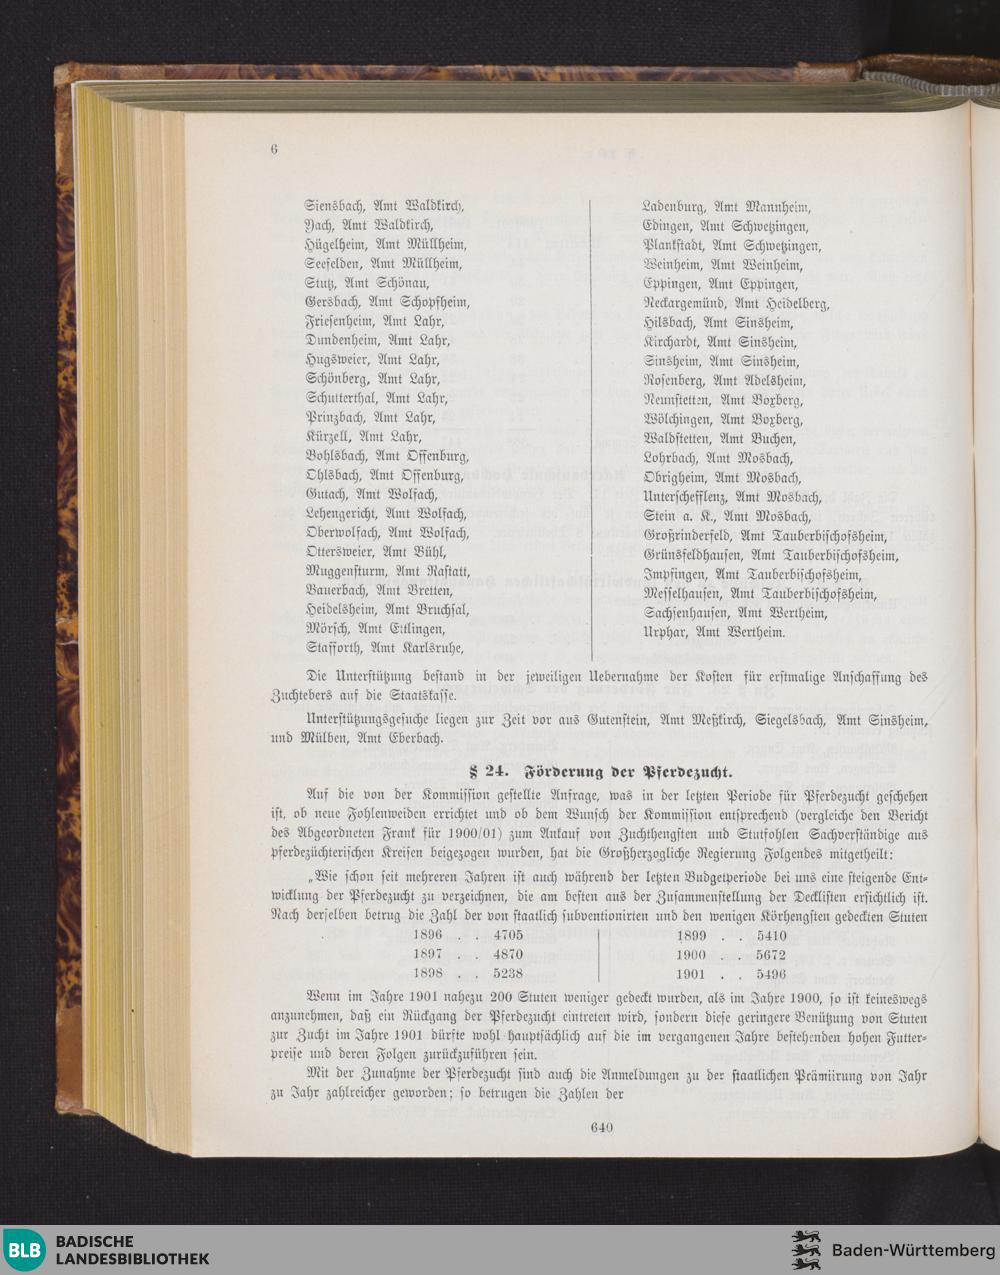 6
Siensbach, Amt Waldkirch,
Yach, Amt Waldkirch,
Hügelheim, Amt Müllheim,
Seefelden, Amt Müllheim,
Stutz, Amt Schönau,
Gersbach, Amt Schopfheim,
Friesenheim, Amt Lahr,
Dundenheim, Amt Lahr,
Hugsweier, Amt Lahr,
Schönberg, Amt Lahr,
Schutterthal, Amt Lahr,
Prinzbach, Amt Lahr,
Kürzell, Amt Lahr,
Bohlsbach, Amt Offenburg,
Ohlsbach, Amt Offenburg,
Gutach, Amt Wolfach,
Lehengericht, Amt Wolfach,
Oberwolfach, Amt Wolfach,
Ottersweier, Amt Bühl,
Muggensturm, Amt Rastatt,
Bauerbach, Amt Bretten,
Heidelsheim, Amt Bruchsal,
Mörsch, Amt Ettlingen,
Stafforth, Amt Karlsruhe,
Ladenburg, Amt Mannheim,
Edingen, Amt Schwetzingen,
Plankstadt, Amt Schwetzingen,
Weinheim, Amt Weinheim,
Eppingen, Amt Eppingen,
Neckargemünd, Amt Heidelberg,
Hilsbach, Amt Sinsheim,
Kirchardt, Amt Sinsheim,
Sinsheim, Amt Sinsheim,
Rosenberg, Amt Adelsheim,
Neunstetten, Amt Boxberg,
Wölchingen, Amt Boxberg,
Waldstetten, Amt Buchen,
Lohrbach, Amt Mosbach,
Obrigheim, Amt Mosbach,
Unterschefflenz, Amt Mosbach,
Stein a. K., Amt Mosbach,
Großrinderfeld, Amt Tauberbischofsheim,
Grünsfeldhausen, Amt Tauberbischofsheim,
Impfingen, Amt Tauberbischofsheim,
Messelhausen, Amt Tauberbischofsheim,
Sachsenhausen, Amt Wertheim,
Urphar, Amt Wertheim.
Die Unterstützung bestand in der jeweiligen Uebernahme der Kosten für erstmalige Anschaffung des
Zuchtebers auf die Staatskasse.
Unterstützungsgesuche liegen zur Zeit vor aus Gutenstein, Amt Meßkirch, Siegelsbach, Amt Sinsheim,
und Mülben, Amt Eberbach.
§ 24. Förderung der Pferdezucht.
Auf die von der Kommission gestellte Anfrage, was in der letzten Periode für Pferdezucht geschehen
ist, ob neue Fohlenweiden errichtet und ob dem Wunsch der Kommission entsprechend (vergleiche den Bericht
des Abgeordneten Frank für 1900/01) zum Ankauf von Zuchthengsten und Stutfohlen Sachverständige aus
pferdezüchterischen Kreisen beigezogen wurden, hat die Großherzogliche Regierung Folgendes mitgetheilt:
„Wie schon seit mehreren Jahren ist auch während der letzten Budgetperiode bei uns eine steigende Ent-
wicklung der Pferdezucht zu verzeichnen, die am besten aus der Zusammenstellung der Decklisten ersichtlich ist.
Nach derselben betrug die Zahl der von staatlich subventionirten und den wenigen Körhengsten gedeckten Stuten
1896 . . 4705
1897 . . 4870
1898 . . 5238
1899 . . 5410
1900 . . 5672
1901 . . 5496
Wenn im Jahre 1901 nahezu 200 Stuten weniger gedeckt wurden, als im Jahre 1900, so ist keineswegs
anzunehmen, daß ein Rückgang der Pferdezucht eintreten wird, sondern diese geringere Benützung von Stuten
zur Zucht im Jahre 1901 dürfte wohl hauptsächlich auf die im vergangenen Jahre bestehenden hohen Futter-
preise und deren Folgen zurückzuführen sein.
Mit der Zunahme der Pferdezucht sind auch die Anmeldungen zu der staatlichen Prämiirung von Jahr
zu Jahr zahlreicher geworden; so betrugen die Zahlen der
640
BLB
BADISCHE
LANDESBIBLIOTHEK
Baden-Württemberg